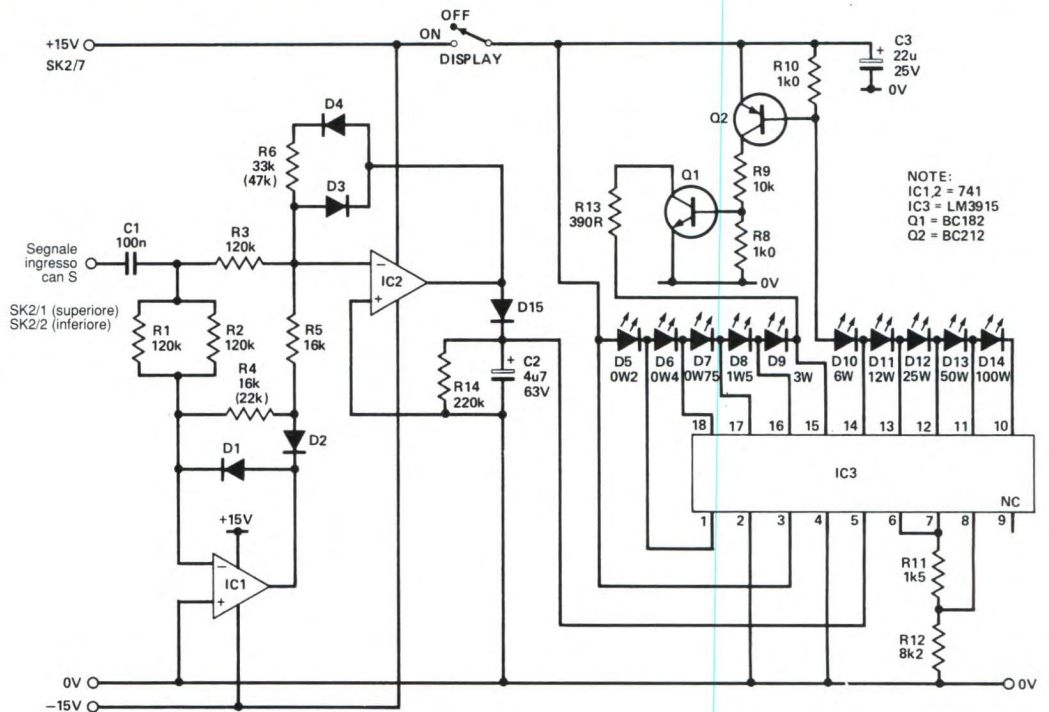 OFF
ON
DISPLAY
+15V
SK2/7
C3
22u
25V
0V
R10
1k0
Q2
D4
R6
33k
(47k)
D3
Q1
R9
10k
R13
390R
R8
1k0
0V
NOTE:
IC1,2 = 741
IC3 = LM3915
Q1 = BC182
Q2 = BC212
C1
100n
R3
120k
Segnale
ingresso
can S
SK2/1 (superiore)
SK2/2 (inferiore)
IC2
D15
R1
120k
R2
120k
R5
16k
R4
16k
(22k)
R14
220k
C2
4u7
63V
D5
0W2
D6
0W4
D7
0W75
D8
1W5
D9
3W
D10
6W
D11
12W
D12
25W
D13
50W
D14
100W
D1
D2
18 17 16 15 14 13 12 11 10
IC3
NC
1 2 3 4 5 6 7 8 9
+15V
IC1
R11
1k5
R12
8k2
0V
0V
−15V